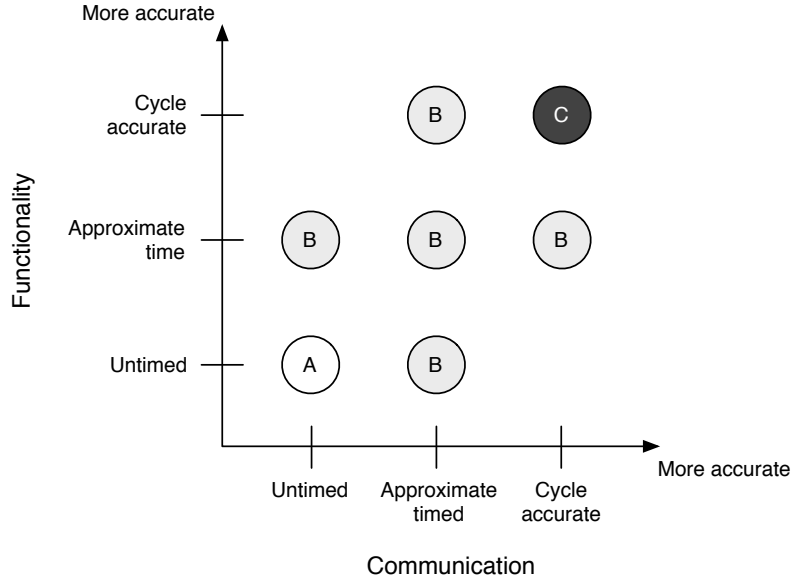 More accurate
Cycle
accurate
B
C
Functionality
Approximate
time
B
B
B
Untimed
A
B
More accurate
Untimed
Approximate
timed
Cycle
accurate
Communication